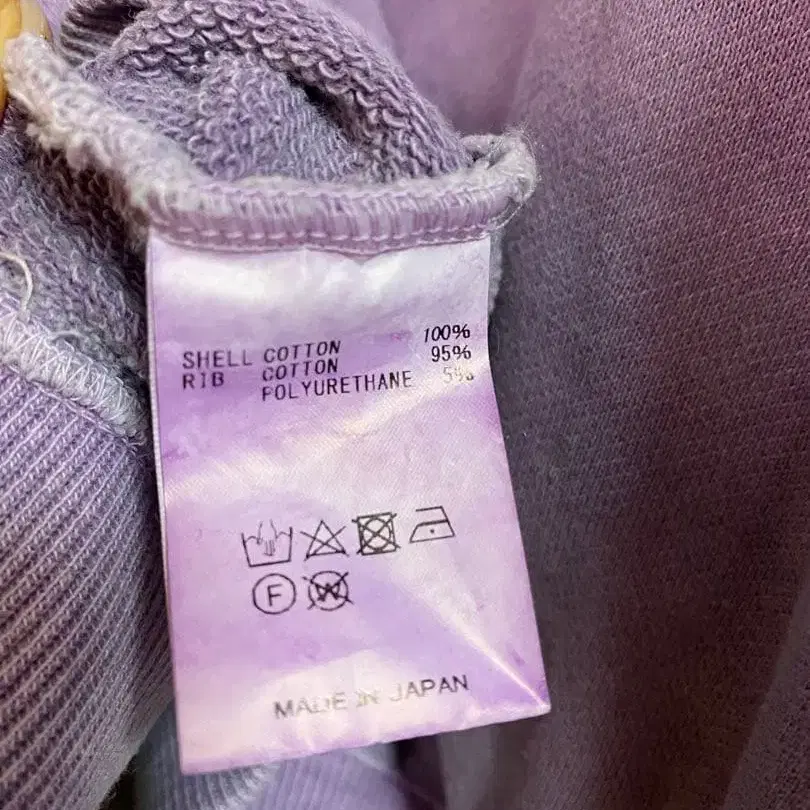 SHELL COTTON 100%
RIB COTTON 95%
POLYURETHANE 5%
F W
MADE IN JAPAN